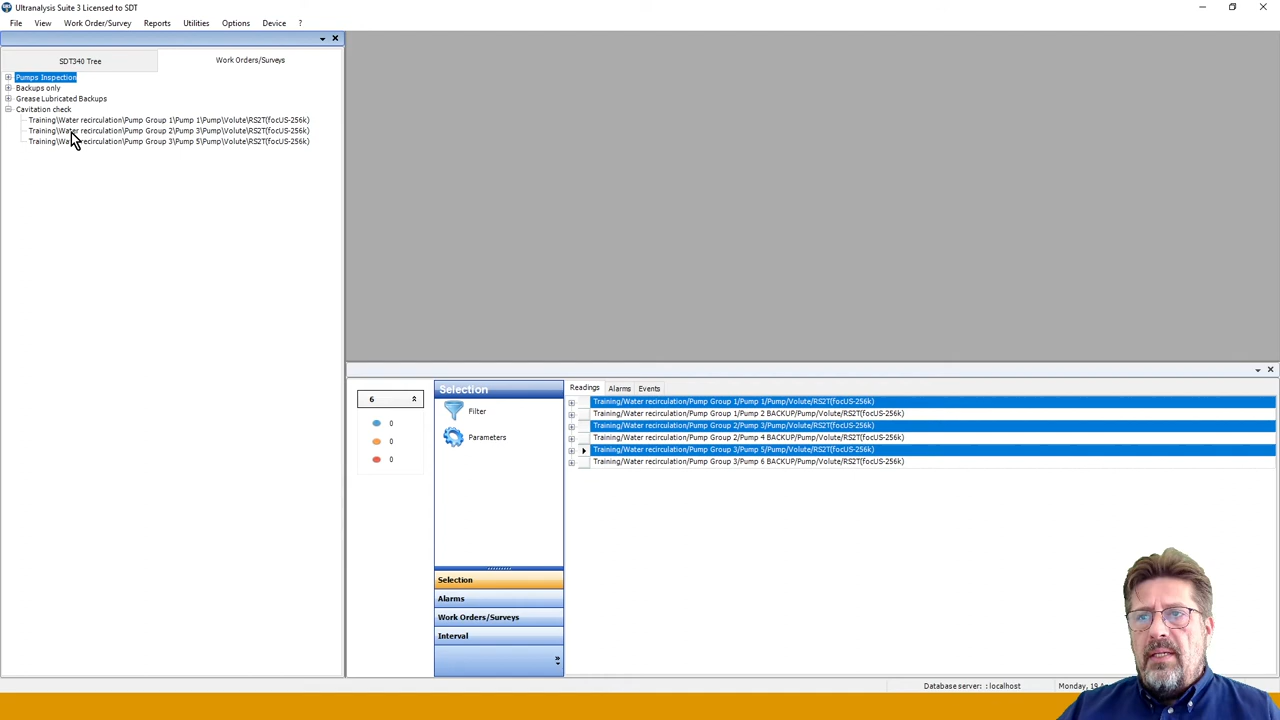 Ultranalysis Suite 3 Licensed to SDT
File View Work Order/Survey Reports Utilities Options Device ?
SDT340 Tree
Work Orders/Surveys
Pumps Inspection
Backups only
Grease Lubricated Backups
Cavitation check
Training\Water recirculation\Pump Group 1\Pump 1\Pump\Volute\RS2T(focUS-256k)
Training\Water recirculation\Pump Group 2\Pump 3\Pump\Volute\RS2T(focUS-256k)
Training\Water recirculation\Pump Group 3\Pump 5\Pump\Volute\RS2T(focUS-256k)
6
0
0
0
Selection
Filter
Parameters
Selection
Alarms
Work Orders/Surveys
Interval
Readings Alarms Events
Training/Water recirculation/Pump Group 1/Pump 1/Pump/Volute/RS2T(focUS-256k)
Training/Water recirculation/Pump Group 1/Pump 2 BACKUP/Pump/Volute/RS2T(focUS-256k)
Training/Water recirculation/Pump Group 2/Pump 3/Pump/Volute/RS2T(focUS-256k)
Training/Water recirculation/Pump Group 2/Pump 4 BACKUP/Pump/Volute/RS2T(focUS-256k)
Training/Water recirculation/Pump Group 3/Pump 5/Pump/Volute/RS2T(focUS-256k)
Training/Water recirculation/Pump Group 3/Pump 6 BACKUP/Pump/Volute/RS2T(focUS-256k)
Database server: : localhost
Monday, 19